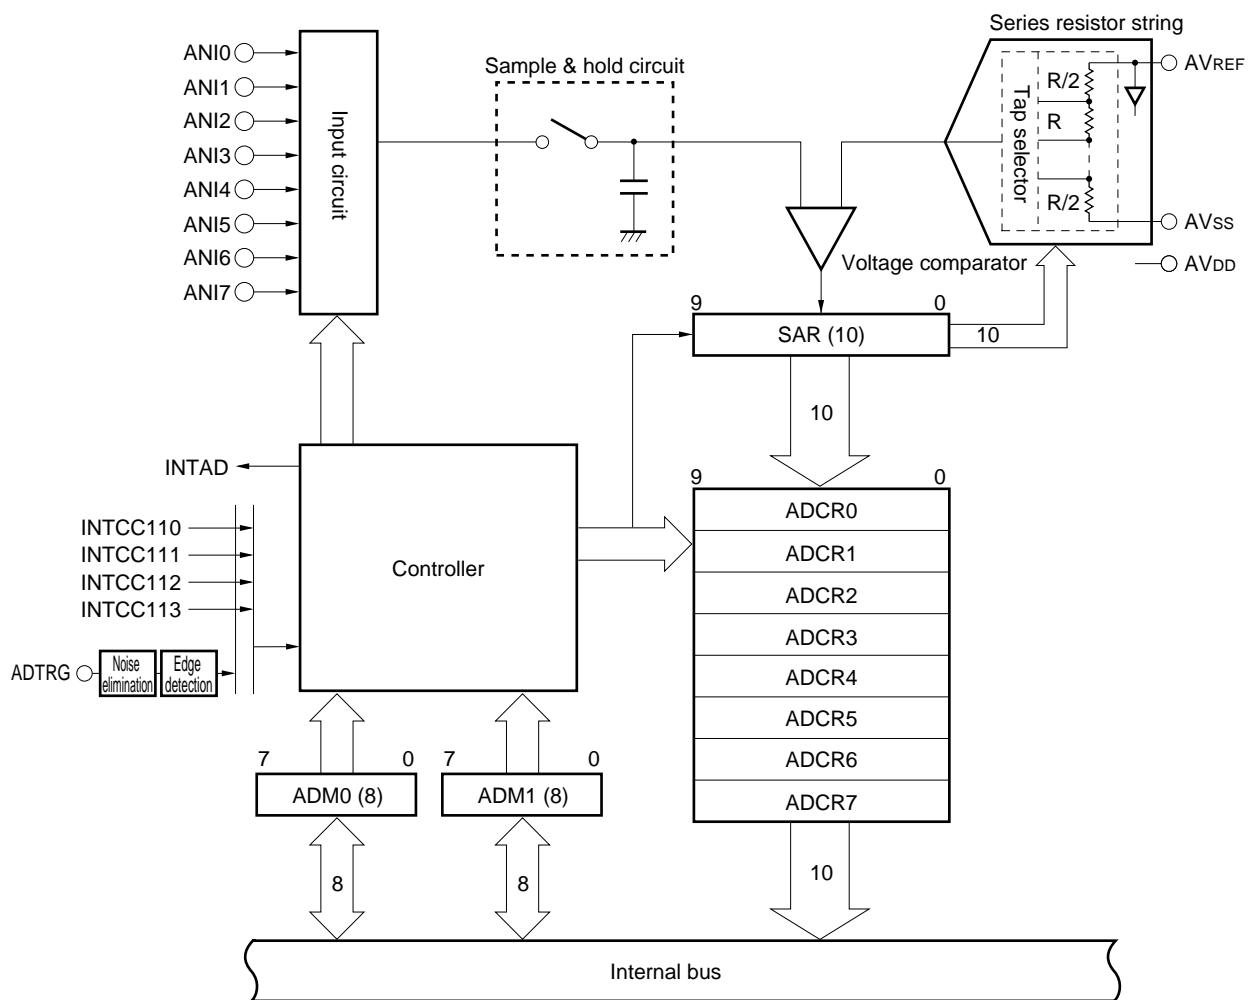 Series resistor string
ANI0
ANI1
ANI2
ANI3
ANI4
ANI5
ANI6
ANI7
Input circuit
Sample & hold circuit
Tap selector
R/2
R
R/2
AVREF
AVSS
AVDD
Voltage comparator
9
0
SAR (10)
10
10
INTAD
INTCC110
INTCC111
INTCC112
INTCC113
ADTRG
Noise
elimination
Edge
detection
Controller
9
0
ADCR0
ADCR1
ADCR2
ADCR3
ADCR4
ADCR5
ADCR6
ADCR7
7
0
ADM0 (8)
7
0
ADM1 (8)
8
8
10
Internal bus